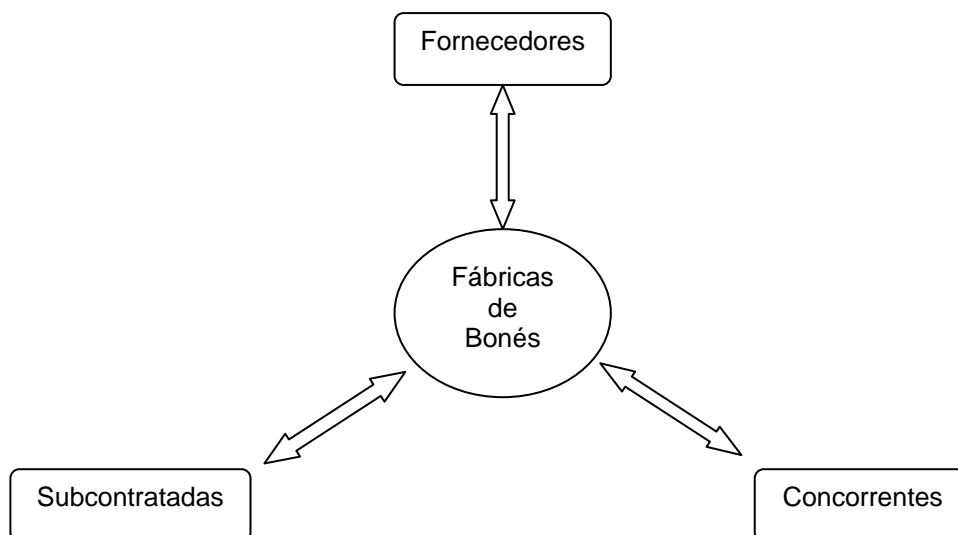 Fornecedores
Fábricas
de
Bonés
Subcontratadas
Concorrentes